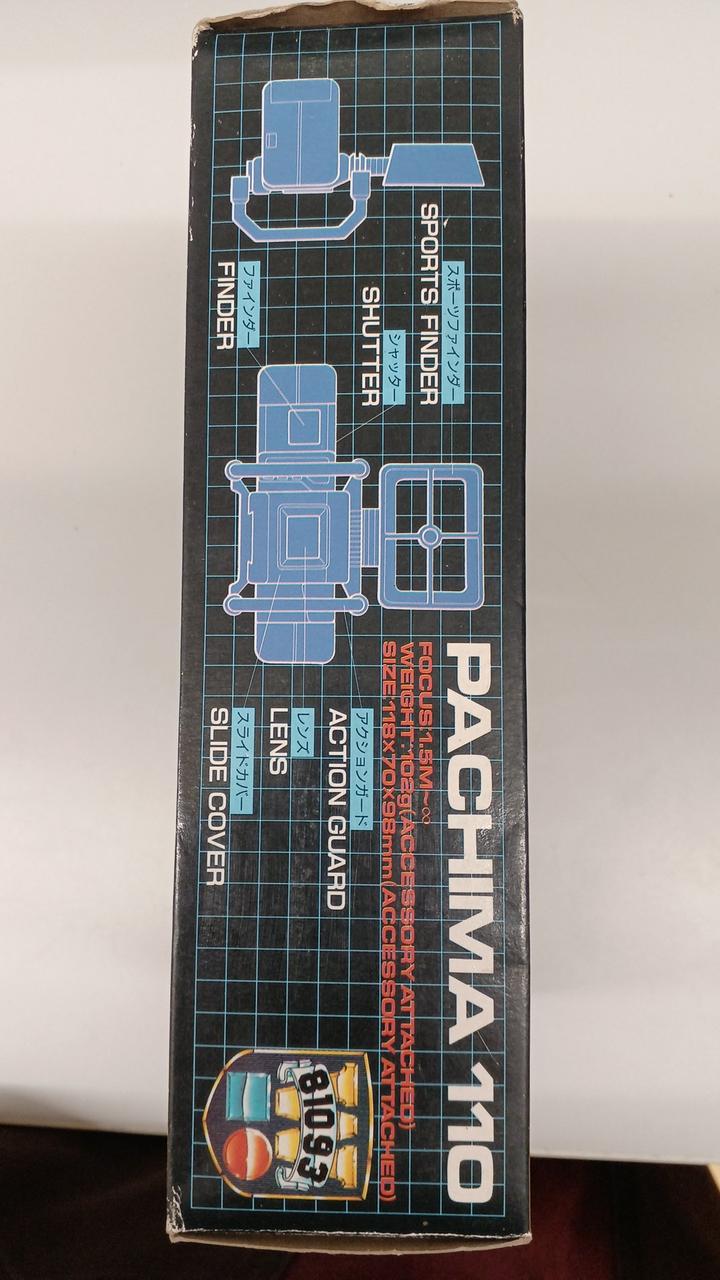 PACHIMA 110
FOCUS:1.5M~∞
WEIGHT:102g(ACCESSORY ATTACHED)
SIZE:118×70×98mm(ACCESSORY ATTACHED)
スポーツファインダー
SPORTS FINDER
シャッター
SHUTTER
ファインダー
FINDER
アクションガード
ACTION GUARD
レンズ
LENS
スライドカバー
SLIDE COVER
81093